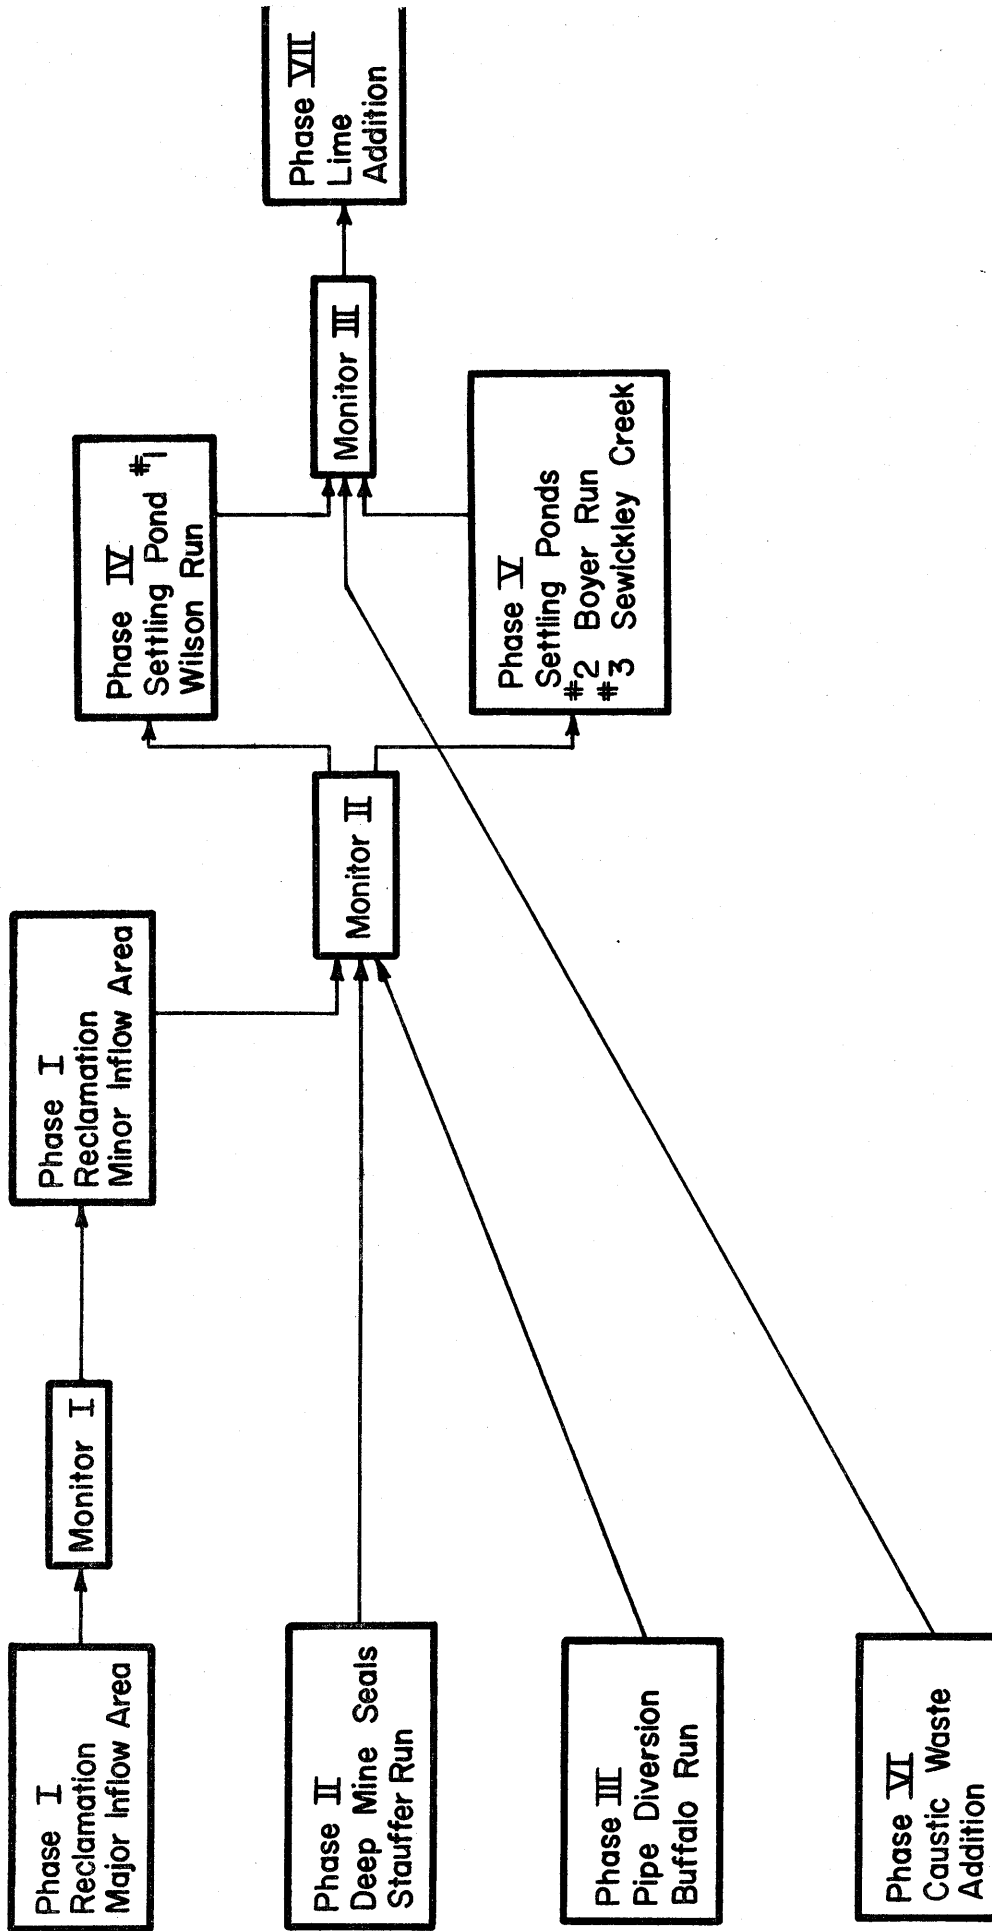 Phase I
Reclamation
Major Inflow Area
Monitor I
Phase I
Reclamation
Minor Inflow Area
Phase II
Deep Mine Seals
Stauffer Run
Monitor II
Phase III
Pipe Diversion
Buffalo Run
Phase IV
Settling Pond #1
Wilson Run
Phase V
Settling Ponds
#2 Boyer Run
#3 Sewickley Creek
Monitor III
Phase VI
Caustic Waste
Addition
Phase VII
Lime
Addition